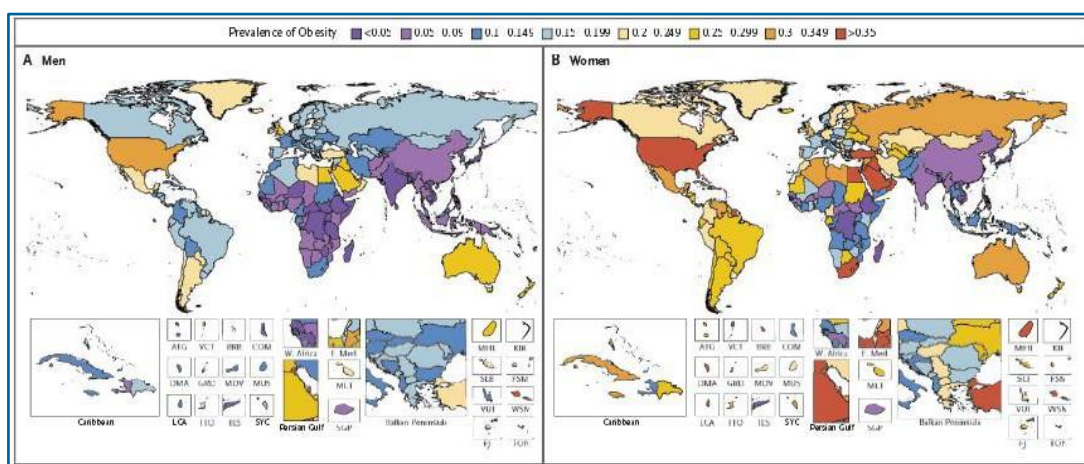 Prevalence of Obesity <0.05 0.05 0.09 0.1 0.149 0.15 0.199 0.2 0.249 0.25 0.299 0.3 0.349 >0.35
A Men
W. Africa
E. Med.
ATG VCT BRB COM
DMA GRD MDV MUS
LCA TTO TLS SYC
Caribbean
Persian Gulf
MLT
SGP
Balkan Peninsula
MHL KIR
SLB FSM
VUT WSM
FJ TON
B Women
W. Africa
E. Med.
ATG VCT BRB COM
DMA GRD MDV MUS
LCA TTO TLS SYC
Caribbean
Persian Gulf
MLT
SGP
Balkan Peninsula
MHL KIR
SLB FSM
VUT WSM
FJ TON